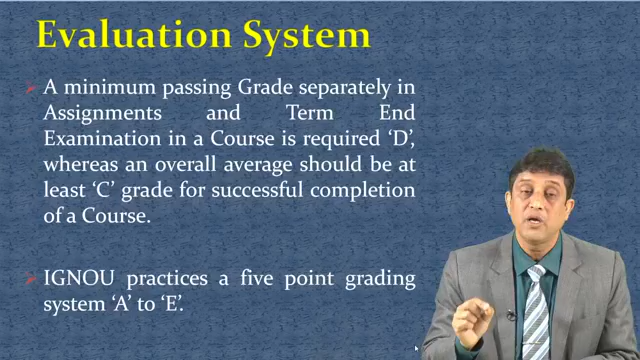 Evaluation System
A minimum passing Grade separately in
Assignments and Term End
Examination in a Course is required ‘D’,
whereas an overall average should be at
least ‘C’ grade for successful completion
of a Course.
IGNOU practices a five point grading
system ‘A’ to ‘E’.